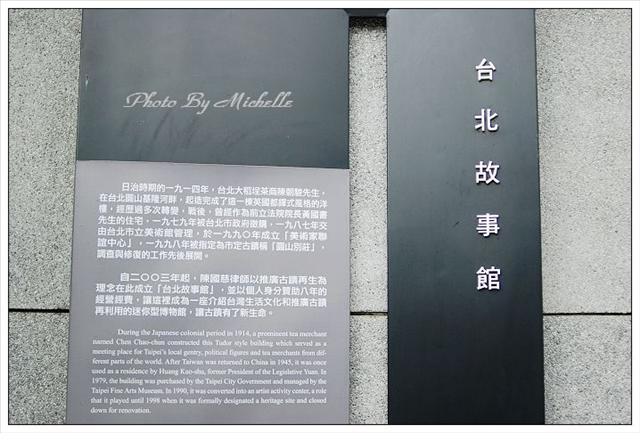 Photo By Michelle
日治時期的一九一四年，台北大稻埕茶商陳朝駿先生，
在台北圓山基隆河畔，起造完成了這一棟英國都鐸式風格的洋
樓，經歷過多次轉變，戰後，曾經作為前立法院院長黃國書
先生的住宅，一九七九年被台北市政府徵購，一九八七年交
由台北市立美術館管理，於一九九〇年成立「美術家聯
誼中心」，一九九八年被指定為市定古蹟稱「圓山別莊」，
調查與修復的工作先後展開。
自二〇〇三年起，陳國慈律師以推廣古蹟再生為
理念在此成立「台北故事館」，並以個人身分贊助八年的
經營經費，讓這裡成為一座介紹台灣生活文化和推廣古蹟
再利用的迷你型博物館，讓古蹟有了新生命。
During the Japanese colonial period in 1914, a prominent tea merchant
named Chen Chao-chun constructed this Tudor style building which served as a
meeting place for Taipei's local gentry, political figures and tea merchants from dif-
ferent parts of the world. After Taiwan was returned to China in 1945, it was once
used as a residence by Huang Kuo-shu, former President of the Legislative Yuan. In
1979, the building was purchased by the Taipei City Government and managed by the
Taipei Fine Arts Museum. In 1990, it was converted into an artist activity center, a role
that it played until 1998 when it was formally designated a heritage site and closed
down for renovation.
台北故事館